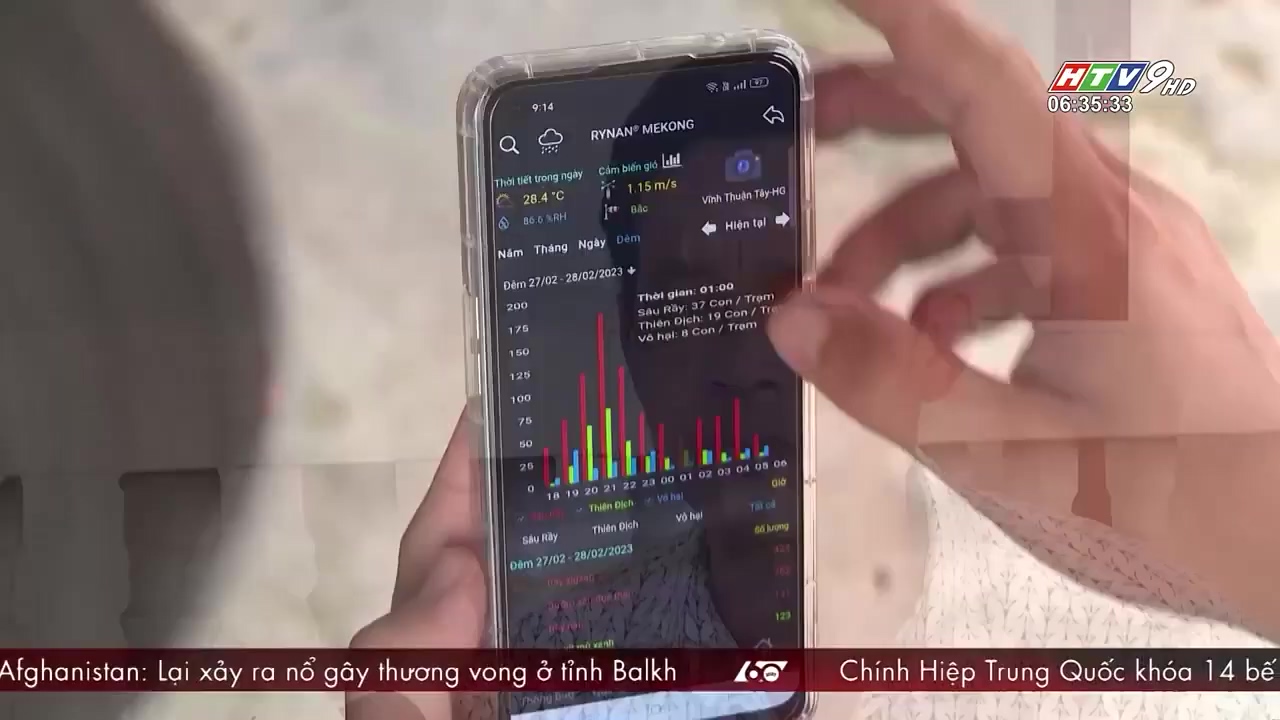 HTV9 HD
06:35:33
9:14
97
RYNAN® MEKONG
Thời tiết trong ngày
28.4 °C
86.6 %RH
Cảm biến gió
1.15 m/s
Bắc
Vĩnh Thuận Tây-HG
Hiện tại
Năm Tháng Ngày Đêm
Đêm 27/02 - 28/02/2023
Thời gian: 01:00
Sâu Rầy: 37 Con / Trạm
Thiên Địch: 19 Con / Trạm
Vô hại: 8 Con / Trạm
200
175
150
125
100
75
50
25
0
18 19 20 21 22 23 00 01 02 03 04 05 06
Giờ
Sâu Rầy Thiên Địch Vô hại Tất cả
Sâu Rầy Thiên Địch Vô hại Số lượng
Đêm 27/02 - 28/02/2023
123
Afghanistan: Lại xảy ra nổ gây thương vong ở tỉnh Balkh 60 giây Chính Hiệp Trung Quốc khóa 14 bế